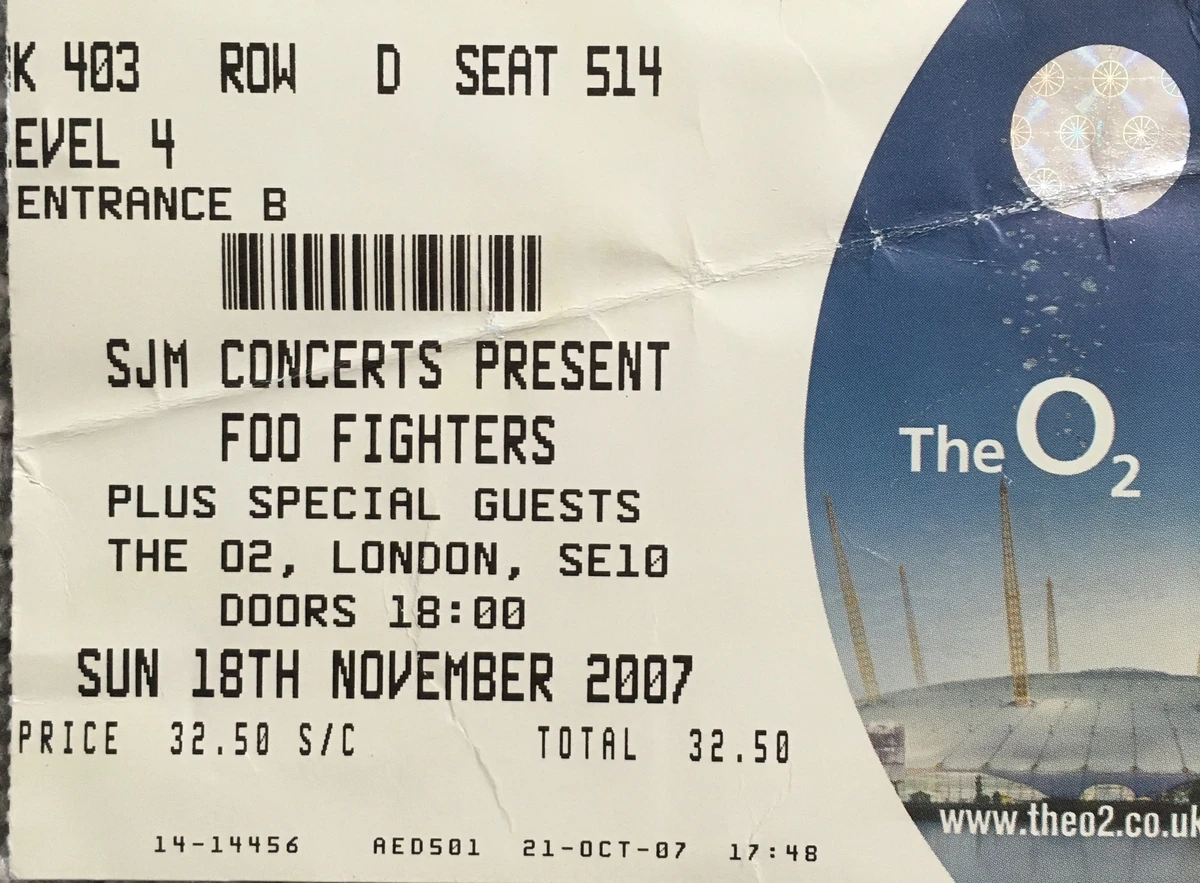 K 403 ROW D SEAT 514
LEVEL 4
ENTRANCE B
SJM CONCERTS PRESENT
FOO FIGHTERS
PLUS SPECIAL GUESTS
THE O2, LONDON, SE10
DOORS 18:00
SUN 18TH NOVEMBER 2007
PRICE 32.50 S/C TOTAL 32.50
14-14456 AED501 21-OCT-07 17:48
The O2
www.theo2.co.uk